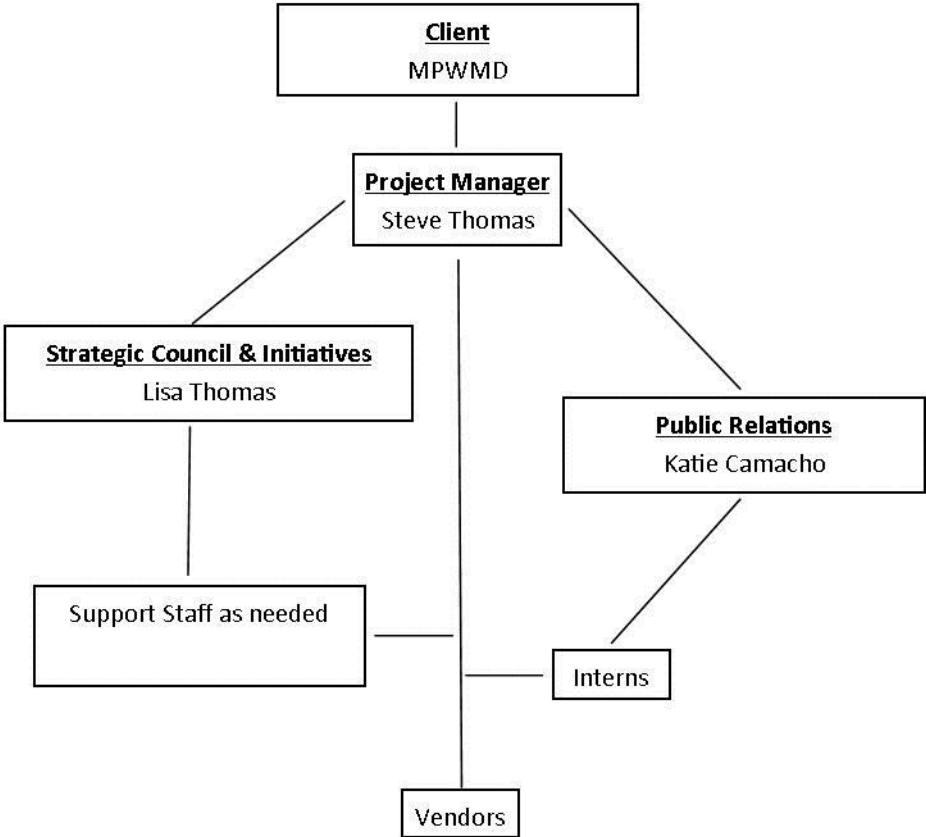 Client
MPWMD
Project Manager
Steve Thomas
Strategic Council & Initiatives
Lisa Thomas
Public Relations
Katie Camacho
Support Staff as needed
Interns
Vendors